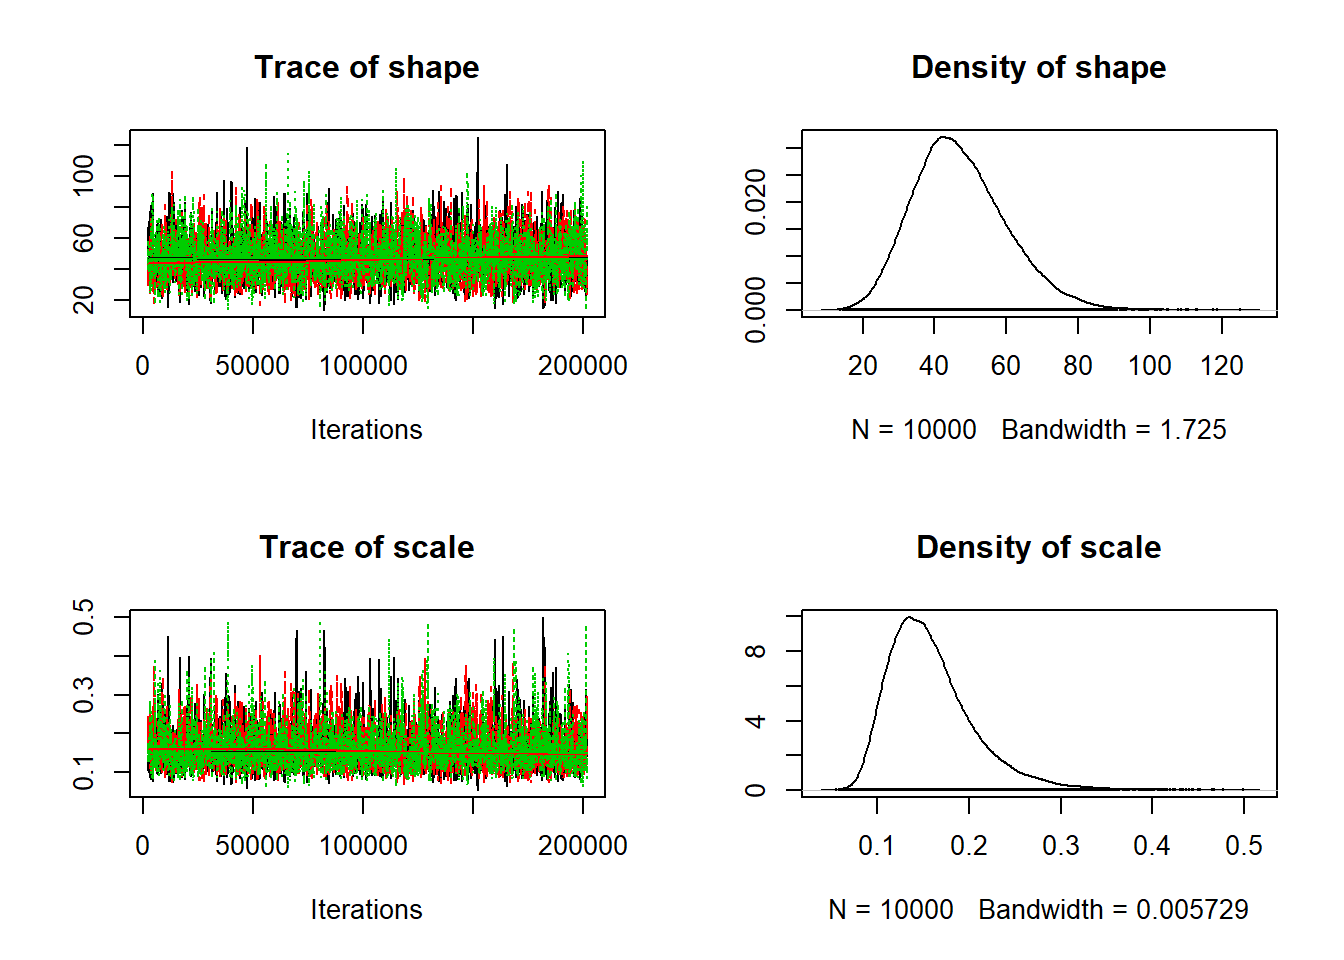 Trace of shape
100
60
20
0 50000 100000 200000
Iterations
Density of shape
0.020
0.000
20 40 60 80 100 120
N = 10000 Bandwidth = 1.725
Trace of scale
0.5
0.3
0.1
0 50000 100000 200000
Iterations
Density of scale
8
4
0
0.1 0.2 0.3 0.4 0.5
N = 10000 Bandwidth = 0.005729